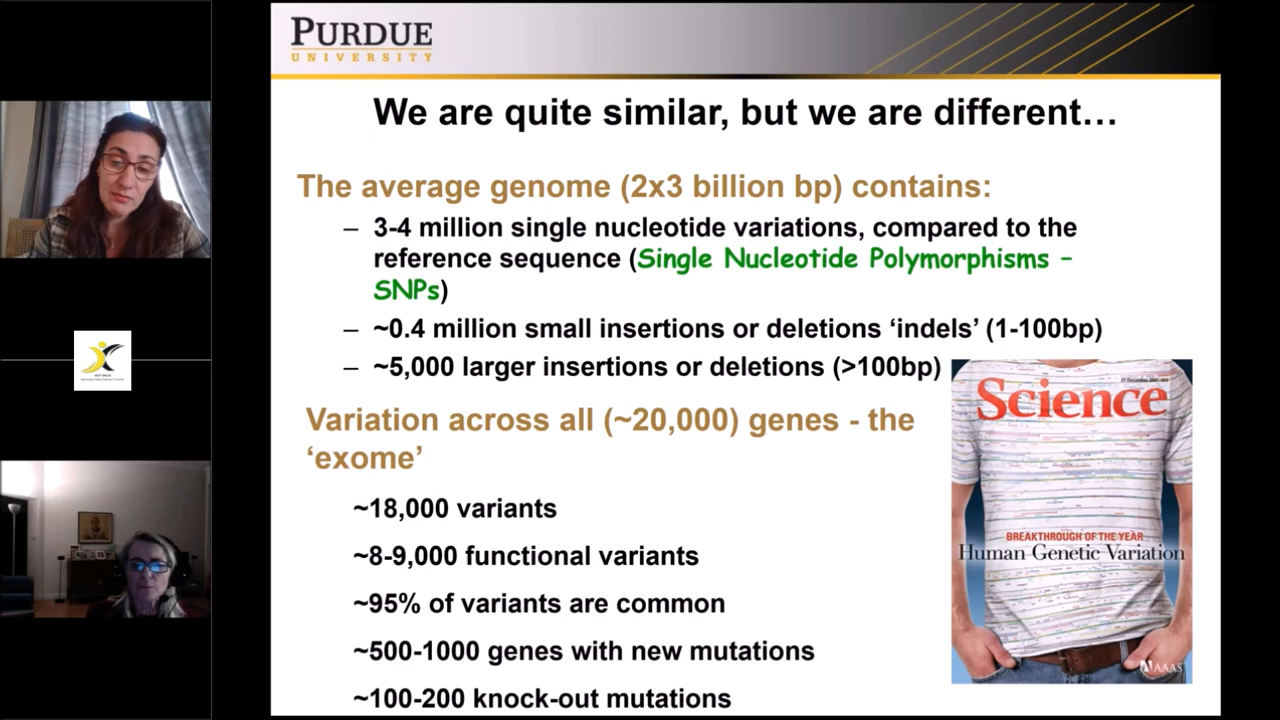 PURDUE
UNIVERSITY
We are quite similar, but we are different…
The average genome (2x3 billion bp) contains:
– 3-4 million single nucleotide variations, compared to the
reference sequence (Single Nucleotide Polymorphisms –
SNPs)
– ~0.4 million small insertions or deletions ‘indels’ (1-100bp)
– ~5,000 larger insertions or deletions (>100bp)
Variation across all (~20,000) genes - the
‘exome’
~18,000 variants
~8-9,000 functional variants
~95% of variants are common
~500-1000 genes with new mutations
~100-200 knock-out mutations
Science
BREAKTHROUGH OF THE YEAR
Human Genetic Variation
AAAS